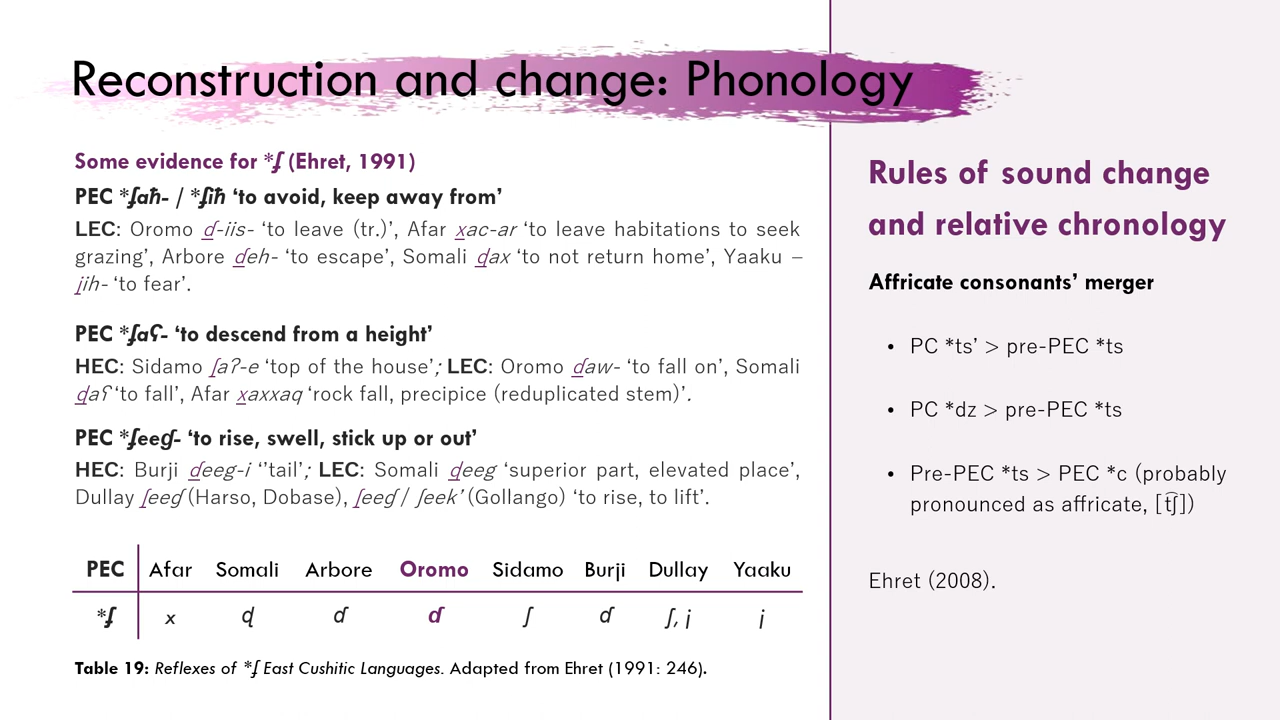 Reconstruction and change: Phonology
Some evidence for *ʆ (Ehret, 1991)
PEC *ʆaħ- / *ʆiħ ‘to avoid, keep away from’
LEC: Oromo ɗ-iis- ‘to leave (tr.)’, Afar xac-ar ‘to leave habitations to seek
grazing’, Arbore ɗeh- ‘to escape’, Somali ɖax ‘to not return home’, Yaaku –
jih- ‘to fear’.
PEC *ʆaʕ- ‘to descend from a height’
HEC: Sidamo ʃaʔ-e ‘top of the house’; LEC: Oromo ɗaw- ‘to fall on’, Somali
ɖaʕ ‘to fall’, Afar xaxxaq ‘rock fall, precipice (reduplicated stem)’.
PEC *ʆeeɠ- ‘to rise, swell, stick up or out’
HEC: Burji ɗeeg-i ‘’tail’; LEC: Somali ɖeeg ‘superior part, elevated place’,
Dullay ʃeeɠ (Harso, Dobase), ʃeeɠ / ʃeek’ (Gollango) ‘to rise, to lift’.
PEC Afar Somali Arbore Oromo Sidamo Burji Dullay Yaaku
*ʆ x ɖ ɗ ɗ ʃ ɗ ʃ, j j
Table 19: Reflexes of *ʆ East Cushitic Languages. Adapted from Ehret (1991: 246).
Rules of sound change
and relative chronology
Affricate consonants’ merger
• PC *ts’ > pre-PEC *ts
• PC *dz > pre-PEC *ts
• Pre-PEC *ts > PEC *c (probably
pronounced as affricate, [t͡ʃ])
Ehret (2008).